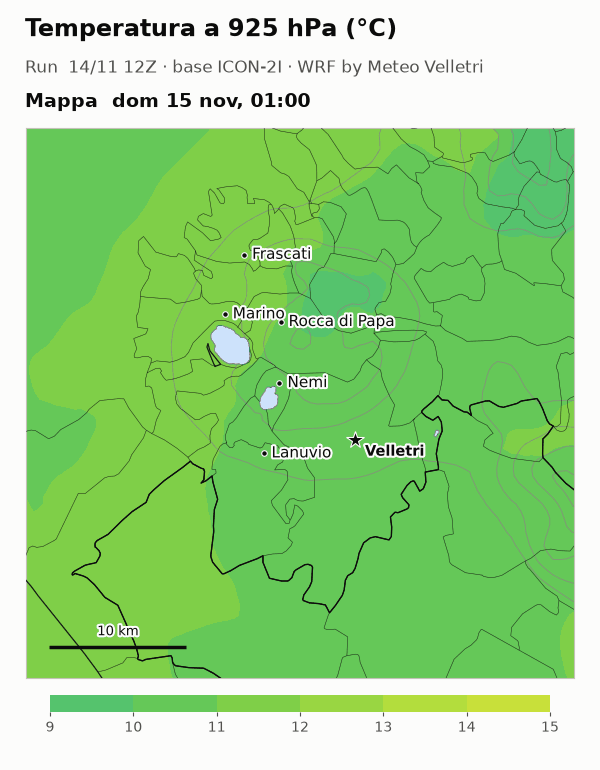 Temperatura a 925 hPa (°C)
Run  14/11 12Z · base ICON-2I · WRF by Meteo Velletri
Mappa  dom 15 nov, 01:00
Frascati
Marino
Rocca di Papa
Nemi
Velletri
Lanuvio
10 km
9 10 11 12 13 14 15